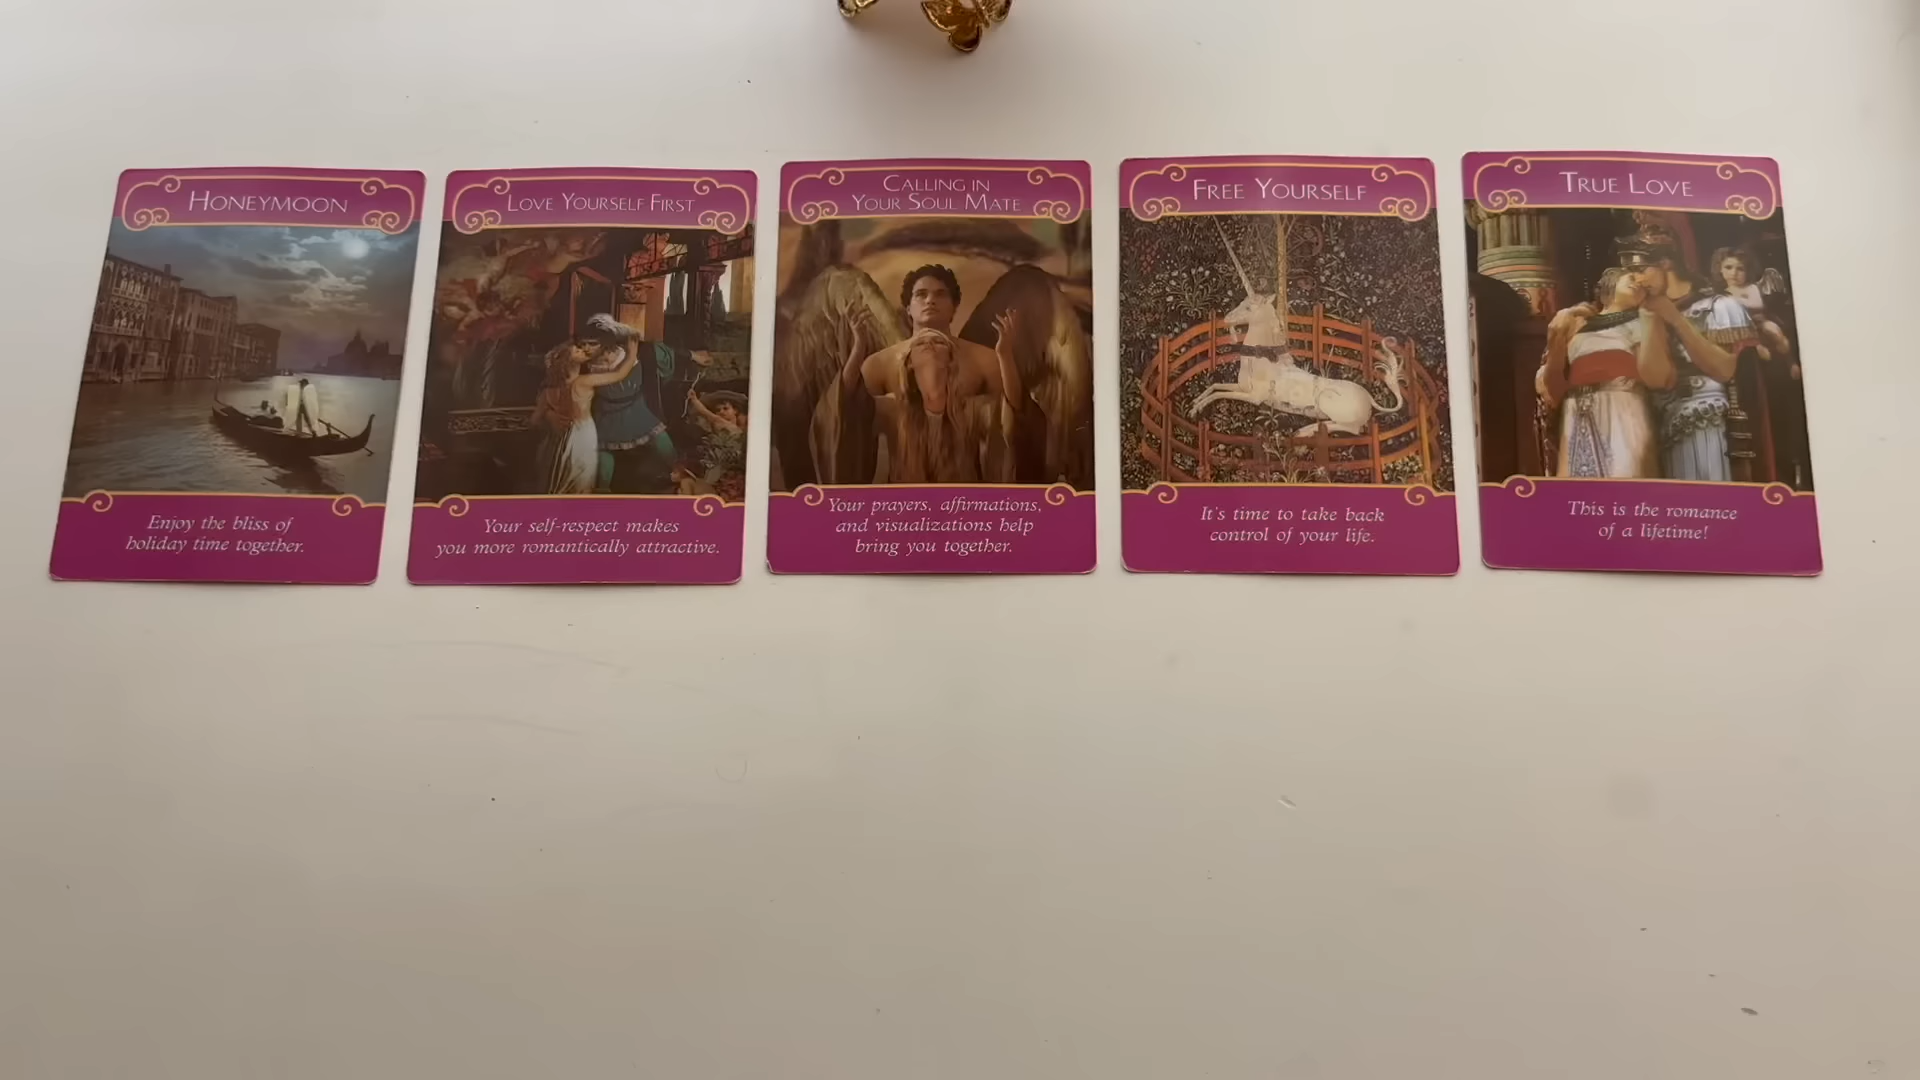 HONEYMOON
Enjoy the bliss of
holiday time together.
LOVE YOURSELF FIRST
Your self-respect makes
you more romantically attractive.
CALLING IN
YOUR SOUL MATE
Your prayers, affirmations,
and visualizations help
bring you together.
FREE YOURSELF
It's time to take back
control of your life.
TRUE LOVE
This is the romance
of a lifetime!